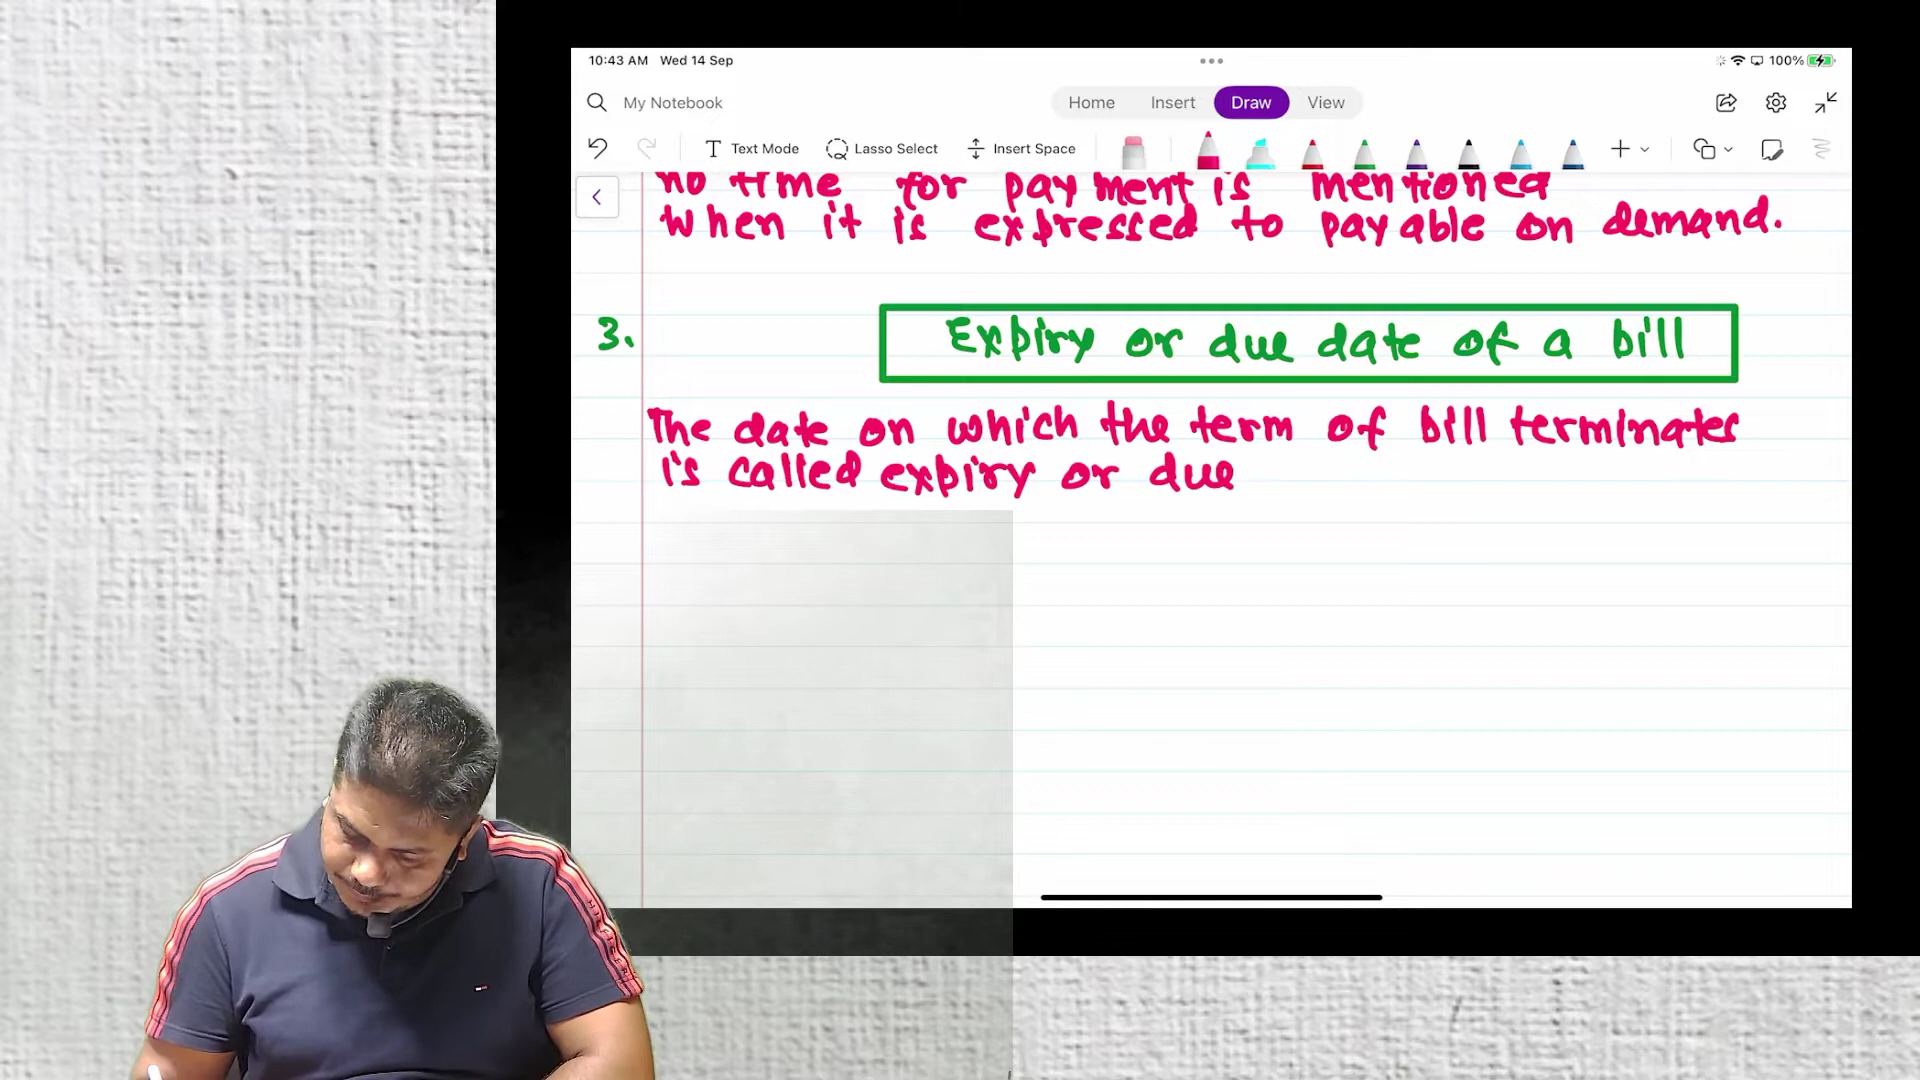 10:43 AM Wed 14 Sep
100%
My Notebook
Home Insert Draw View
Text Mode Lasso Select Insert Space
no time for payment is mentioned
when it is expressed to payable on demand.
3. Expiry or due date of a bill
The date on which the term of bill terminates
is called expiry or due